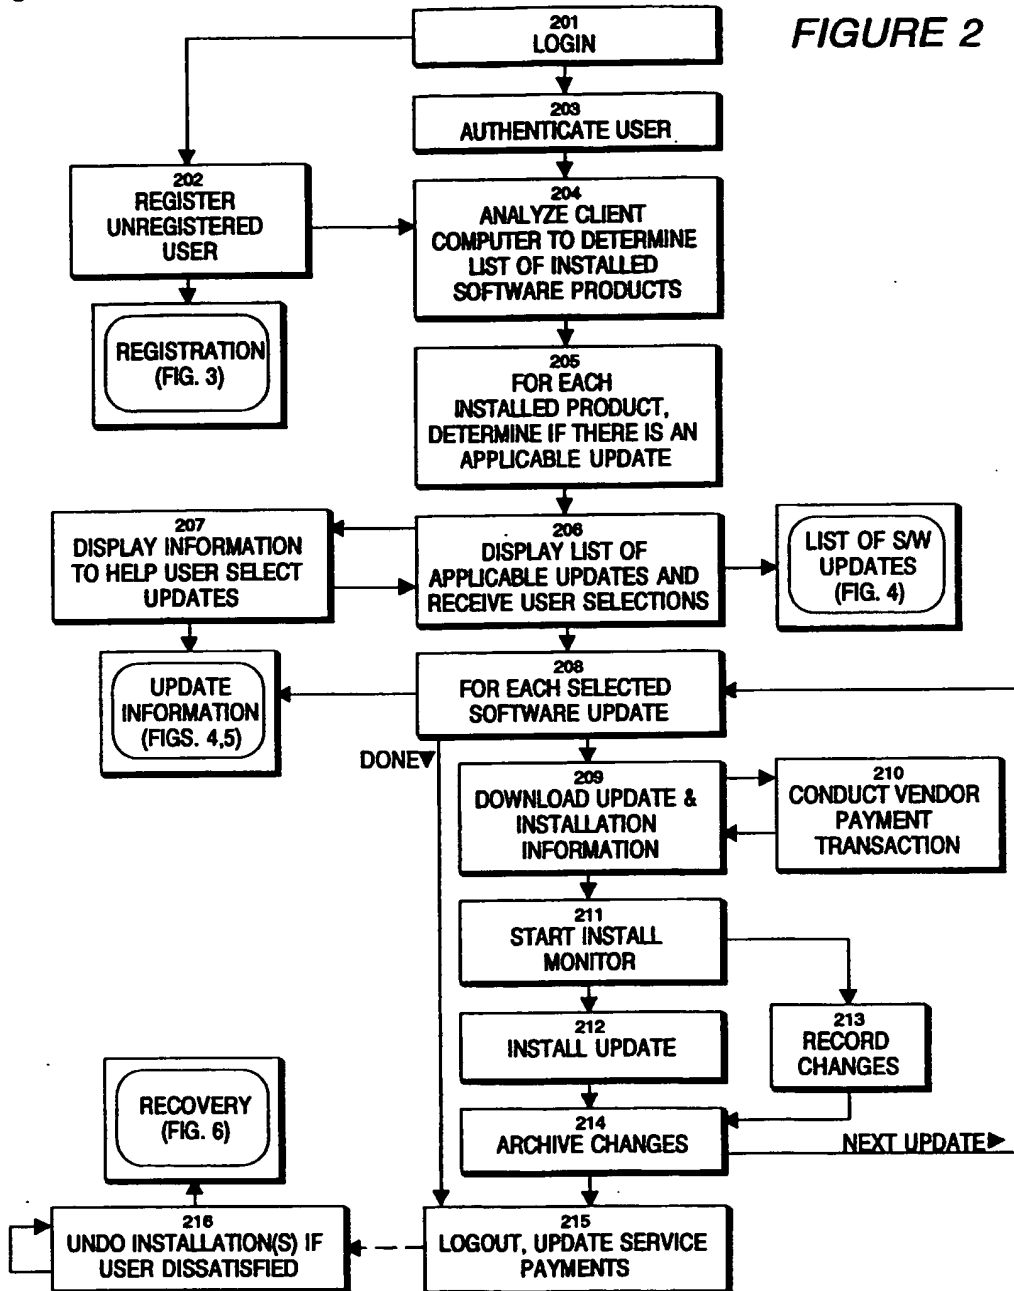 FIGURE 2
201
LOGIN
203
AUTHENTICATE USER
202
REGISTER
UNREGISTERED
USER
204
ANALYZE CLIENT
COMPUTER TO DETERMINE
LIST OF INSTALLED
SOFTWARE PRODUCTS
REGISTRATION
(FIG. 3)
205
FOR EACH
INSTALLED PRODUCT,
DETERMINE IF THERE IS AN
APPLICABLE UPDATE
207
DISPLAY INFORMATION
TO HELP USER SELECT
UPDATES
206
DISPLAY LIST OF
APPLICABLE UPDATES AND
RECEIVE USER SELECTIONS
LIST OF S/W
UPDATES
(FIG. 4)
UPDATE
INFORMATION
(FIGS. 4,5)
208
FOR EACH SELECTED
SOFTWARE UPDATE
DONE
209
DOWNLOAD UPDATE &
INSTALLATION
INFORMATION
210
CONDUCT VENDOR
PAYMENT
TRANSACTION
211
START INSTALL
MONITOR
212
INSTALL UPDATE
213
RECORD
CHANGES
RECOVERY
(FIG. 6)
214
ARCHIVE CHANGES
NEXT UPDATE
216
UNDO INSTALLATION(S) IF
USER DISSATISFIED
215
LOGOUT, UPDATE SERVICE
PAYMENTS